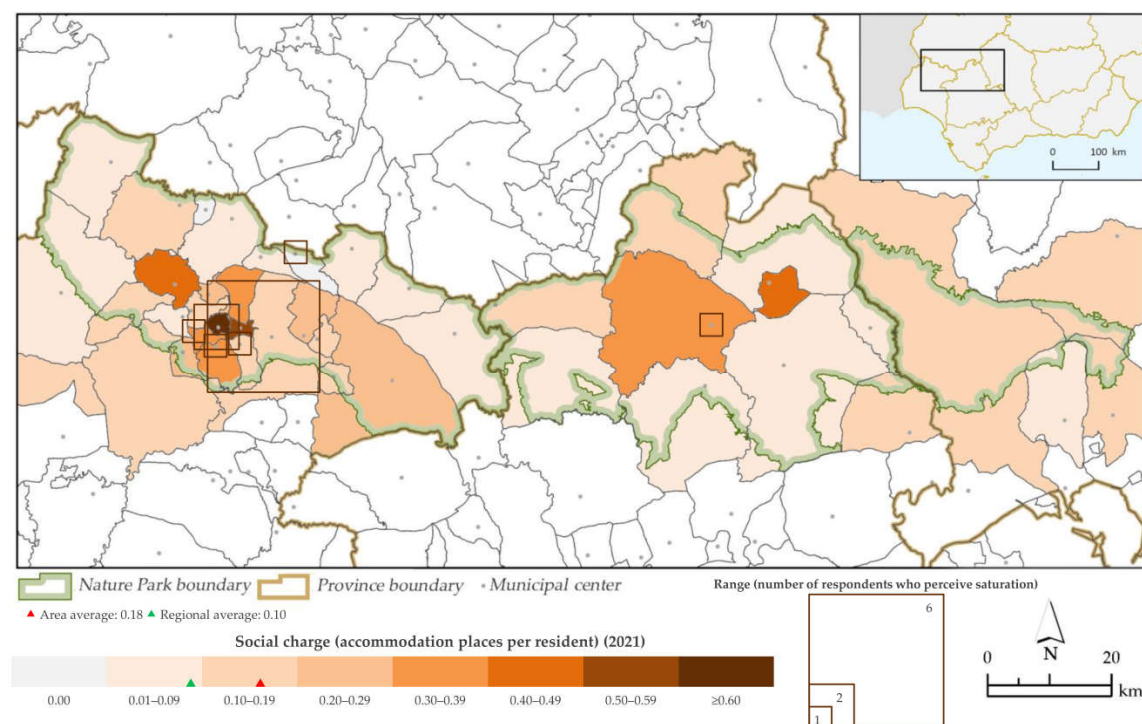 0 100 km
Nature Park boundary Province boundary Municipal center
Area average: 0.18 Regional average: 0.10
Range (number of respondents who perceive saturation)
6
2
1
Social charge (accommodation places per resident) (2021)
0.00 0.01–0.09 0.10–0.19 0.20–0.29 0.30–0.39 0.40–0.49 0.50–0.59 ≥0.60
N
0 20
km